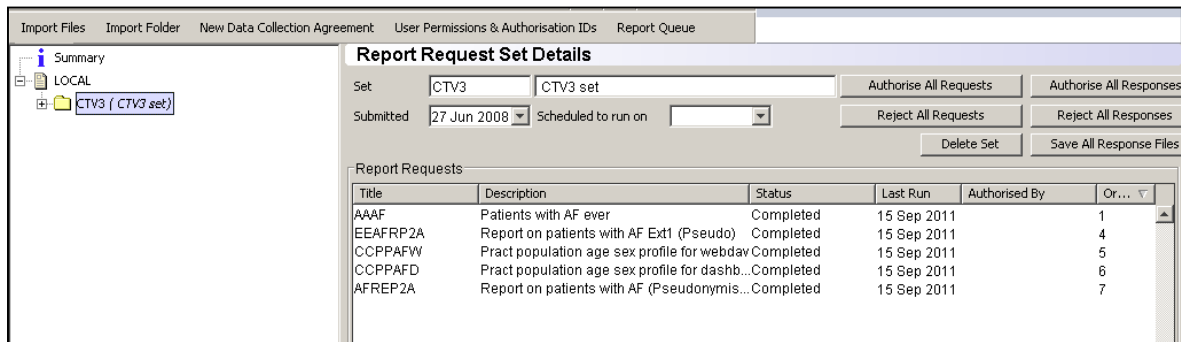 Import Files Import Folder New Data Collection Agreement User Permissions & Authorisation IDs Report Queue
Summary
LOCAL
CTV3 ( CTV3 set)
Report Request Set Details
Set CTV3 CTV3 set Authorise All Requests Authorise All Responses
Submitted 27 Jun 2008 Scheduled to run on Reject All Requests Reject All Responses
Delete Set Save All Response Files
Report Requests
Title Description Status Last Run Authorised By Or...
AAAF Patients with AF ever Completed 15 Sep 2011 1
EEAFRP2A Report on patients with AF Ext1 (Pseudo) Completed 15 Sep 2011 4
CCPPAFW Pract population age sex profile for webdav Completed 15 Sep 2011 5
CCPPAFD Pract population age sex profile for dashb... Completed 15 Sep 2011 6
AFREP2A Report on patients with AF (Pseudonymis... Completed 15 Sep 2011 7